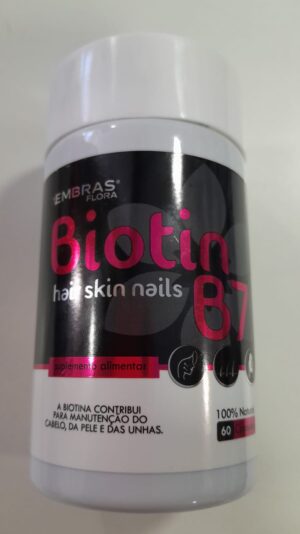 EMBRAS®
FLORA
Biotin
hair skin nails
B7
suplemento alimentar
A BIOTINA CONTRIBUI
PARA MANUTENÇÃO DO
CABELO, DA PELE E DAS UNHAS.
100%
60